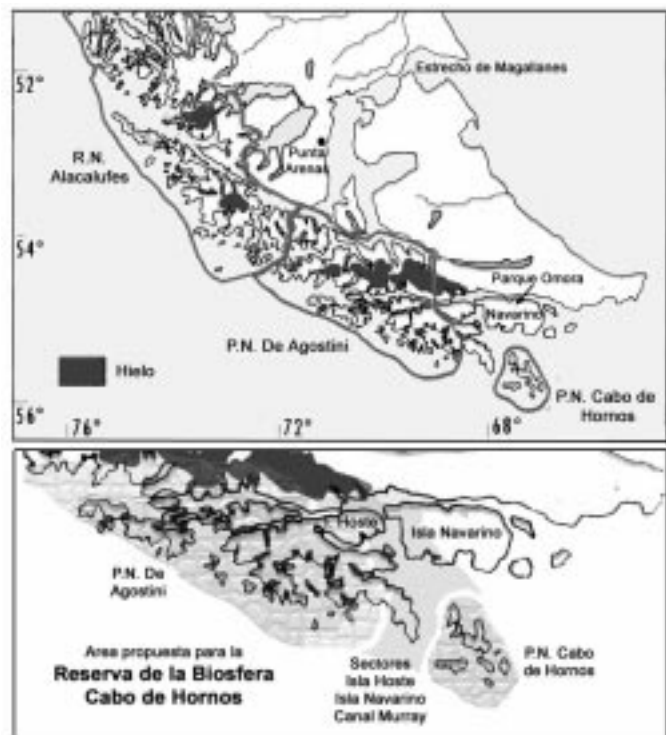 52°
Estrecho de Magallanes
R.N.
Alacalufes
Punta
Arenas
54°
Parque Omora
Navarino
P.N. De Agostini
Hielo
P.N. Cabo de
Hornos
56°
76°
72°
68°
Hoste
Isla Navarino
P.N. De
Agostini
Area propuesta para la
Reserva de la Biosfera
Cabo de Hornos
Sectores
Isla Hoste
Isla Navarino
Canal Murray
P.N. Cabo
de Hornos